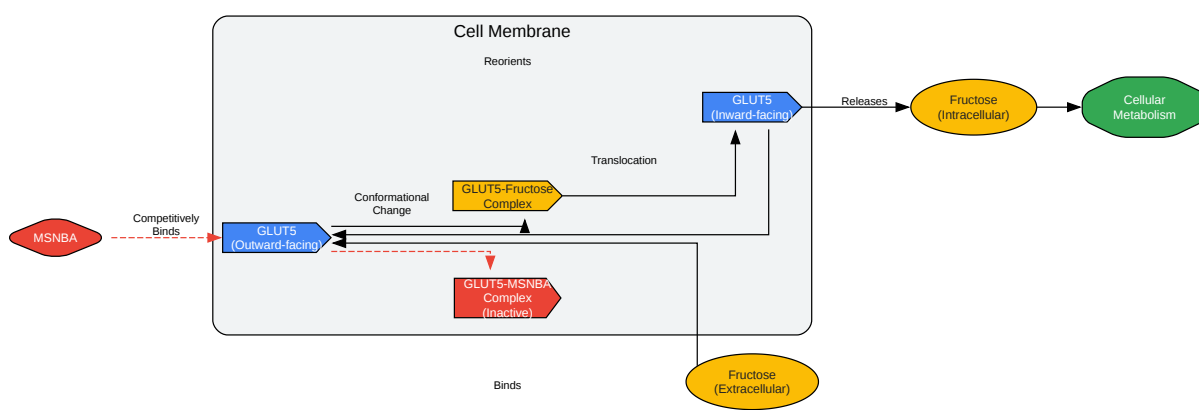 Cell Membrane
Reorients
GLUT5
(Inward-facing)
Releases
Fructose
(Intracellular)
Cellular
Metabolism
Translocation
GLUT5-Fructose
Complex
Conformational
Change
Competitively
Binds
MSNBA
GLUT5
(Outward-facing)
GLUT5-MSNBA
Complex
(Inactive)
Fructose
(Extracellular)
Binds